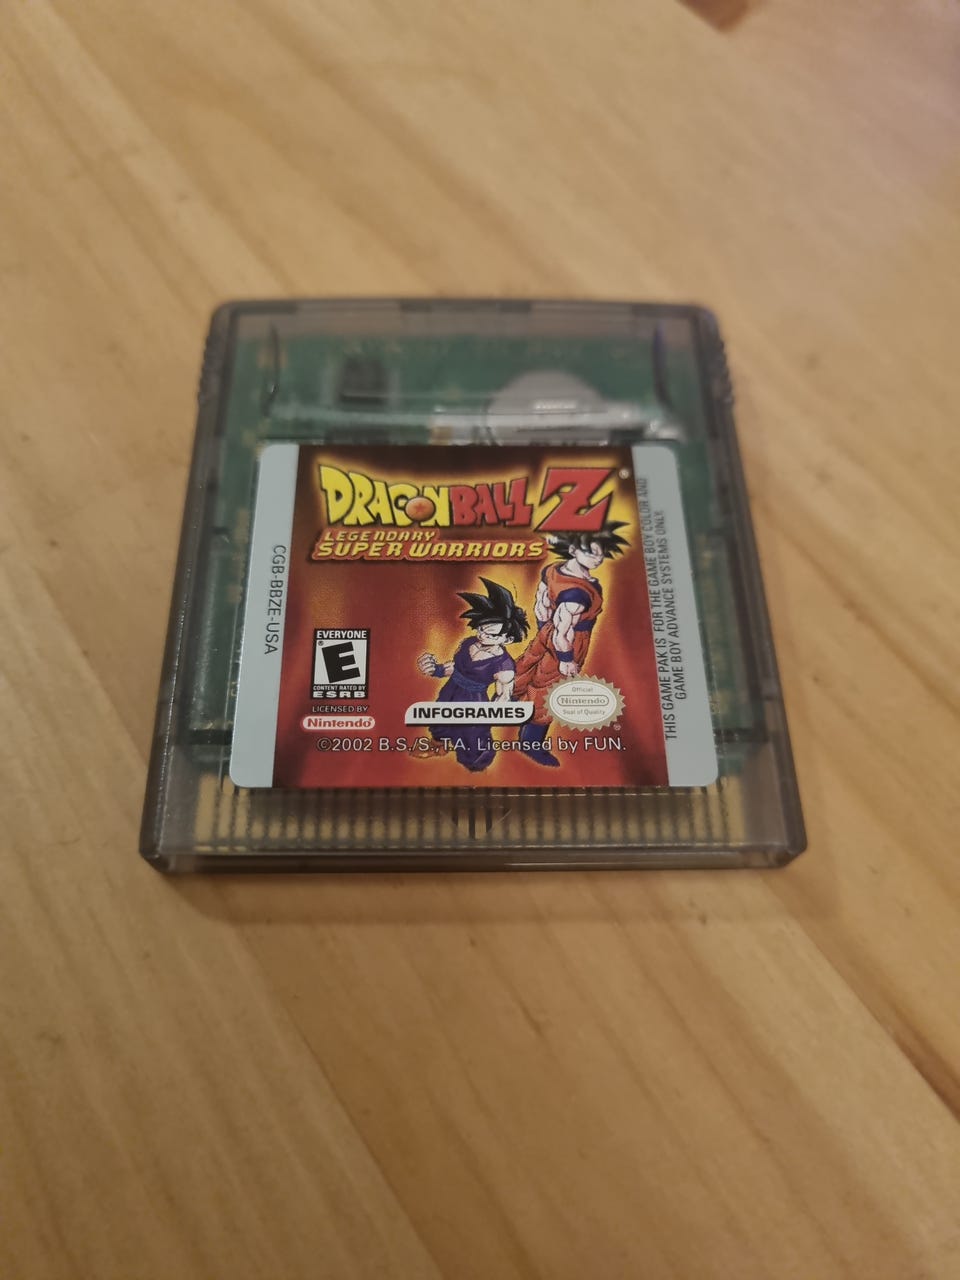 DRAGONBALL Z®
LEGENDARY
SUPER WARRIORS
CGB-BBZE-USA
THIS GAME PAK IS FOR THE GAME BOY COLOR AND
GAME BOY ADVANCE SYSTEMS ONLY.
EVERYONE
E
CONTENT RATED BY
ESRB
LICENSED BY
Nintendo
INFOGRAMES
Official
Nintendo
Seal of Quality
©2002 B.S./S.,T.A. Licensed by FUN.